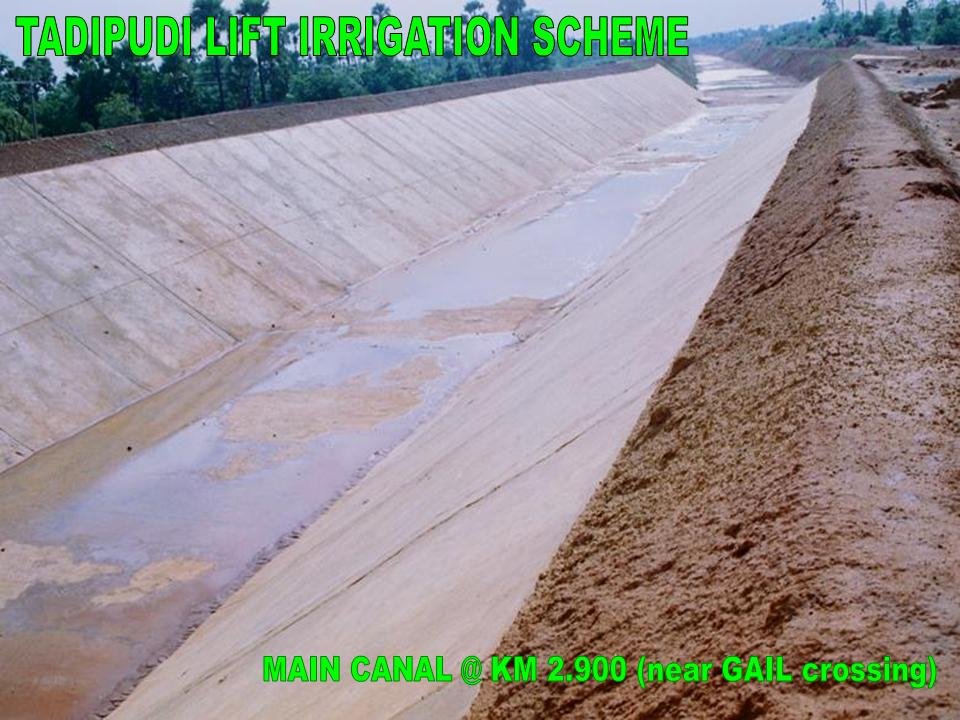 TADIPUDI LIFT IRRIGATION SCHEME
MAIN CANAL @ KM 2.900 (near GAIL crossing)